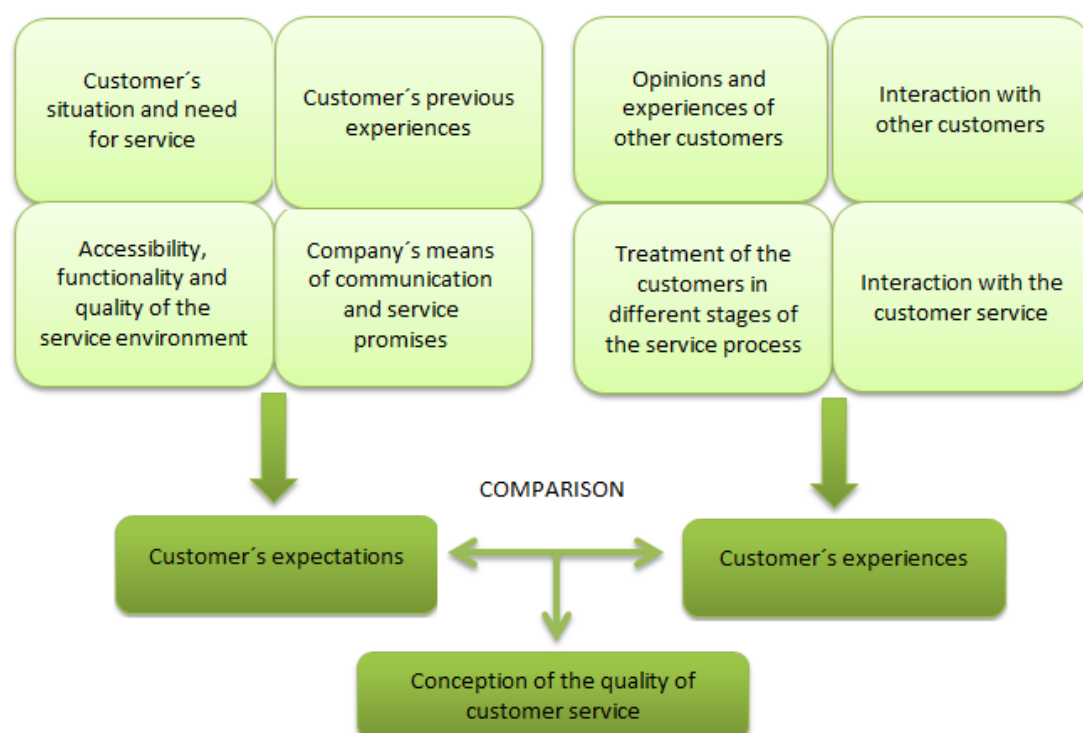 Customer´s
situation and need
for service
Customer´s previous
experiences
Opinions and
experiences of
other customers
Interaction with
other customers
Accessibility,
functionality and
quality of the
service environment
Company´s means
of communication
and service
promises
Treatment of the
customers in
different stages of
the service process
Interaction with the
customer service
COMPARISON
Customer´s expectations
Customer´s experiences
Conception of the quality of
customer service